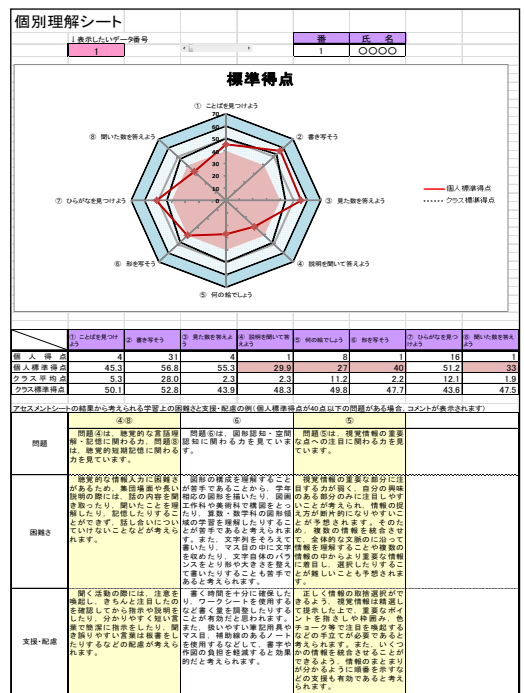 個別理解シート
↓表示したいデータ番号
1
番 氏 名
1 〇〇〇〇
標準得点
① ことばを見つけよう
② 書き写そう
③ 見た数を答えよう
④ 説明を聞いて答えよう
⑤ 何の絵でしょう
⑥ 形を写そう
⑦ ひらがなを見つけよう
⑧ 聞いた数を答えよう
70
60
50
40
30
20
10
0
個人標準得点
クラス標準得点
① ことばを見つけよう ② 書き写そう ③ 見た数を答えよう ④ 説明を聞いて答えよう ⑤ 何の絵でしょう ⑥ 形を写そう ⑦ ひらがなを見つけよう ⑧ 聞いた数を答えよう
個 人 得 点 4 31 4 1 8 1 16 1
個人標準得点 45.3 56.8 55.3 29.9 27 40 51.2 33
クラス平均点 5.3 28.0 2.3 2.3 11.2 2.2 12.1 1.9
クラス標準得点 50.1 52.8 43.9 48.3 49.8 47.7 43.6 47.5
アセスメントシートの結果から考えられる学習上の困難さと支援・配慮の例(個人標準得点が40点以下の問題がある場合、コメントが表示されます)
④⑧ ⑥ ⑤
問題
問題④は、聴覚的な言語理
解・記憶に関わる力、問題⑧
は、聴覚的短期記憶に関わる
力を見ています。
問題⑥は、図形認知・空間
認知に関わる力を見ていま
す。
問題⑤は、視覚情報の重要
な点への注目に関わる力を見
ています。
困難さ
聴覚的な情報入力に困難さ
があるため、集団場面や長い
説明の際には、話の内容を聞
き取ったり、聞いたことを理
解したり、記憶したりするこ
とができず、話し合いについ
ていけないことなどが考えら
れます。
図形の構成を理解すること
が苦手であることから、学年
相応の図形を描いたり、図画
工作科や美術科で構図をとっ
たり、算数・数学科の図形領
域の学習を理解したりするこ
とが苦手であると考えられま
す。また、文字列をそろえて
書いたり、マス目の中に文字
を収めたり、文字自体のバラ
ンスをとり形や大きさを整え
て書いたりすることも苦手で
あると考えられます。
視覚情報の重要な部分に注
目する力が弱く、自分の興味
のある部分のみに注目しやす
いことが考えられ、情報の捉
え方が断片的になりやすいこ
とが予想されます。そのた
め、複数の情報を統合させ
て、全体的な文脈のに沿って
情報を理解することや複数の
情報の中からより重要な情報
に着目し、選択したりするこ
とが難しいことも予想されま
す。
支援・配慮
聞く活動の際には、注意を
喚起し、きちんと注目したの
を確認してから指示や説明を
したり、分かりやすく短い言
葉で簡潔に指示をしたり、聞
き誤りやすい言葉は板書をし
たりするなどの配慮が考えら
れます。
書く時間を十分に確保した
り、ワークシートを使用する
など書く量を調整したりする
ことが有効だと思われます。
また、扱いやすい筆記用具や
マス目、補助線のあるノート
を使用するなどして、書字や
作図の負担を軽減すると効果
的だと考えられます。
正しく情報の取捨選択がで
きるよう、視覚情報は精選し
て提示した上で、重要なポイ
ントを指さしや枠囲み、色
チョーク等で注目を喚起する
などの手立てが必要であると
考えられます。また、いくつ
かの情報を統合させることが
できるよう、情報のまとまり
が分かるように順番を示すな
どの支援も有効であると考え
られます。